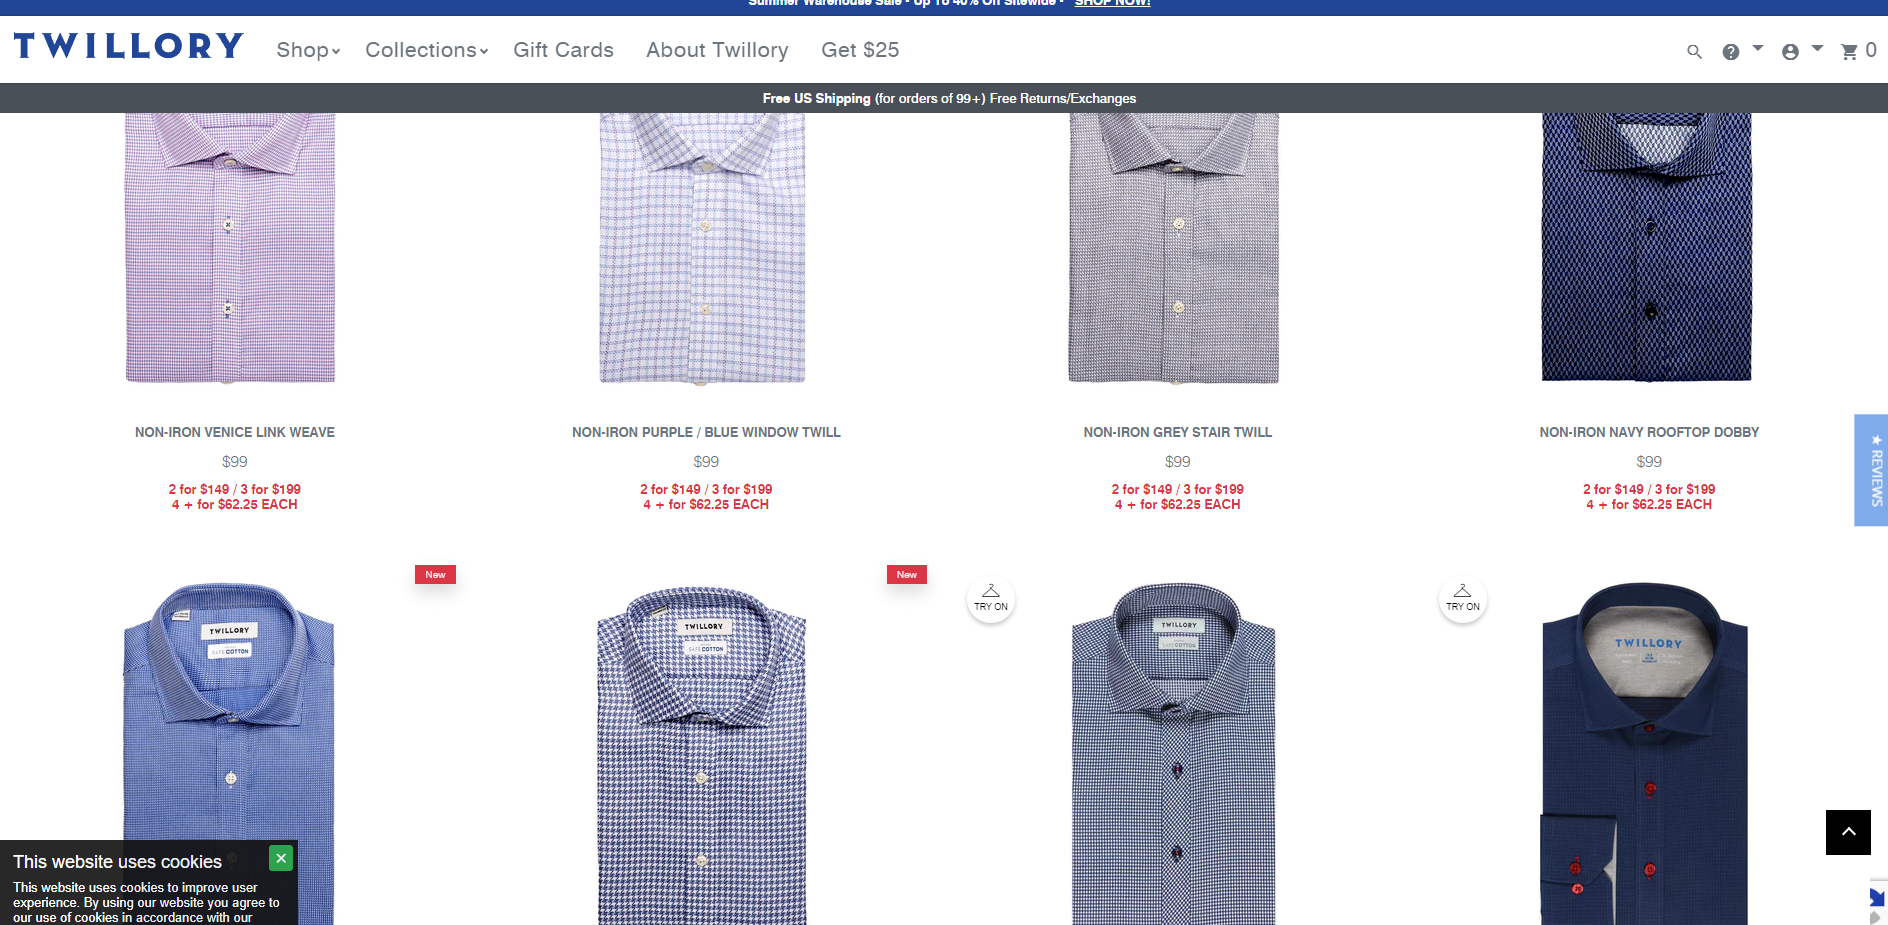 Summer Warehouse Sale - Up To 40% Off Sitewide - SHOP NOW!
TWILLORY Shop Collections Gift Cards About Twillory Get $25 0
Free US Shipping (for orders of 99+) Free Returns/Exchanges
NON-IRON VENICE LINK WEAVE
$99
2 for $149 / 3 for $199
4 + for $62.25 EACH
NON-IRON PURPLE / BLUE WINDOW TWILL
$99
2 for $149 / 3 for $199
4 + for $62.25 EACH
NON-IRON GREY STAIR TWILL
$99
2 for $149 / 3 for $199
4 + for $62.25 EACH
NON-IRON NAVY ROOFTOP DOBBY
$99
2 for $149 / 3 for $199
4 + for $62.25 EACH
★ REVIEWS
New
New
TRY ON
TRY ON
TWILLORY
SAFE COTTON
TWILLORY
SAFE COTTON
TWILLORY
SAFE COTTON
TWILLORY
This website uses cookies
This website uses cookies to improve user
experience. By using our website you agree to
our use of cookies in accordance with our